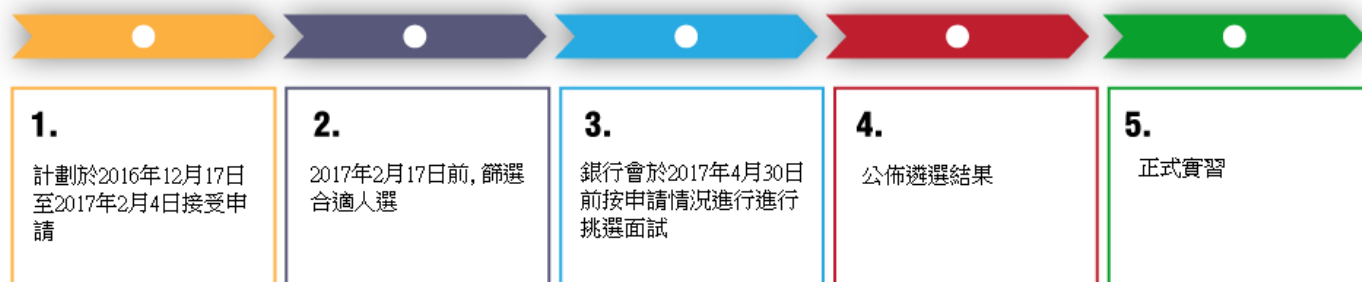 1.
計劃於2016年12月17日
至2017年2月4日接受申
請
2.
2017年2月17日前, 篩選
合適人選
3.
銀行會於2017年4月30日
前按申請情況進行進行
挑選面試
4.
公佈遴選結果
5.
正式實習